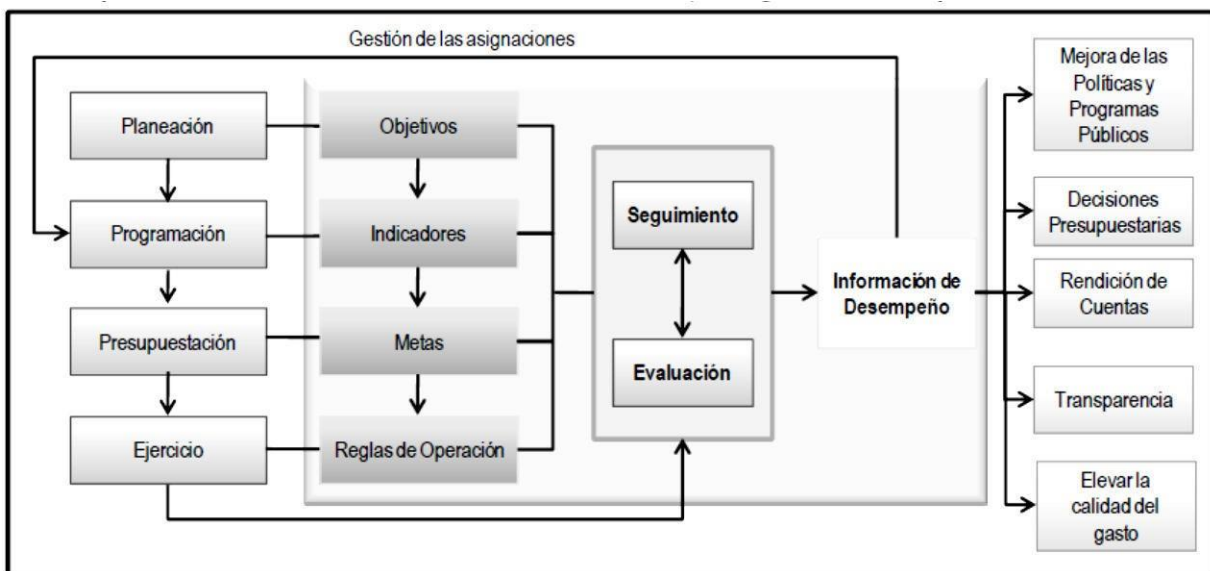 Gestión de las asignaciones
Planeación
Programación
Presupuestación
Ejercicio
Objetivos
Indicadores
Metas
Reglas de Operación
Seguimiento
Evaluación
Información de
Desempeño
Mejora de las
Políticas y
Programas
Públicos
Decisiones
Presupuestarias
Rendición de
Cuentas
Transparencia
Elevar la
calidad del
gasto